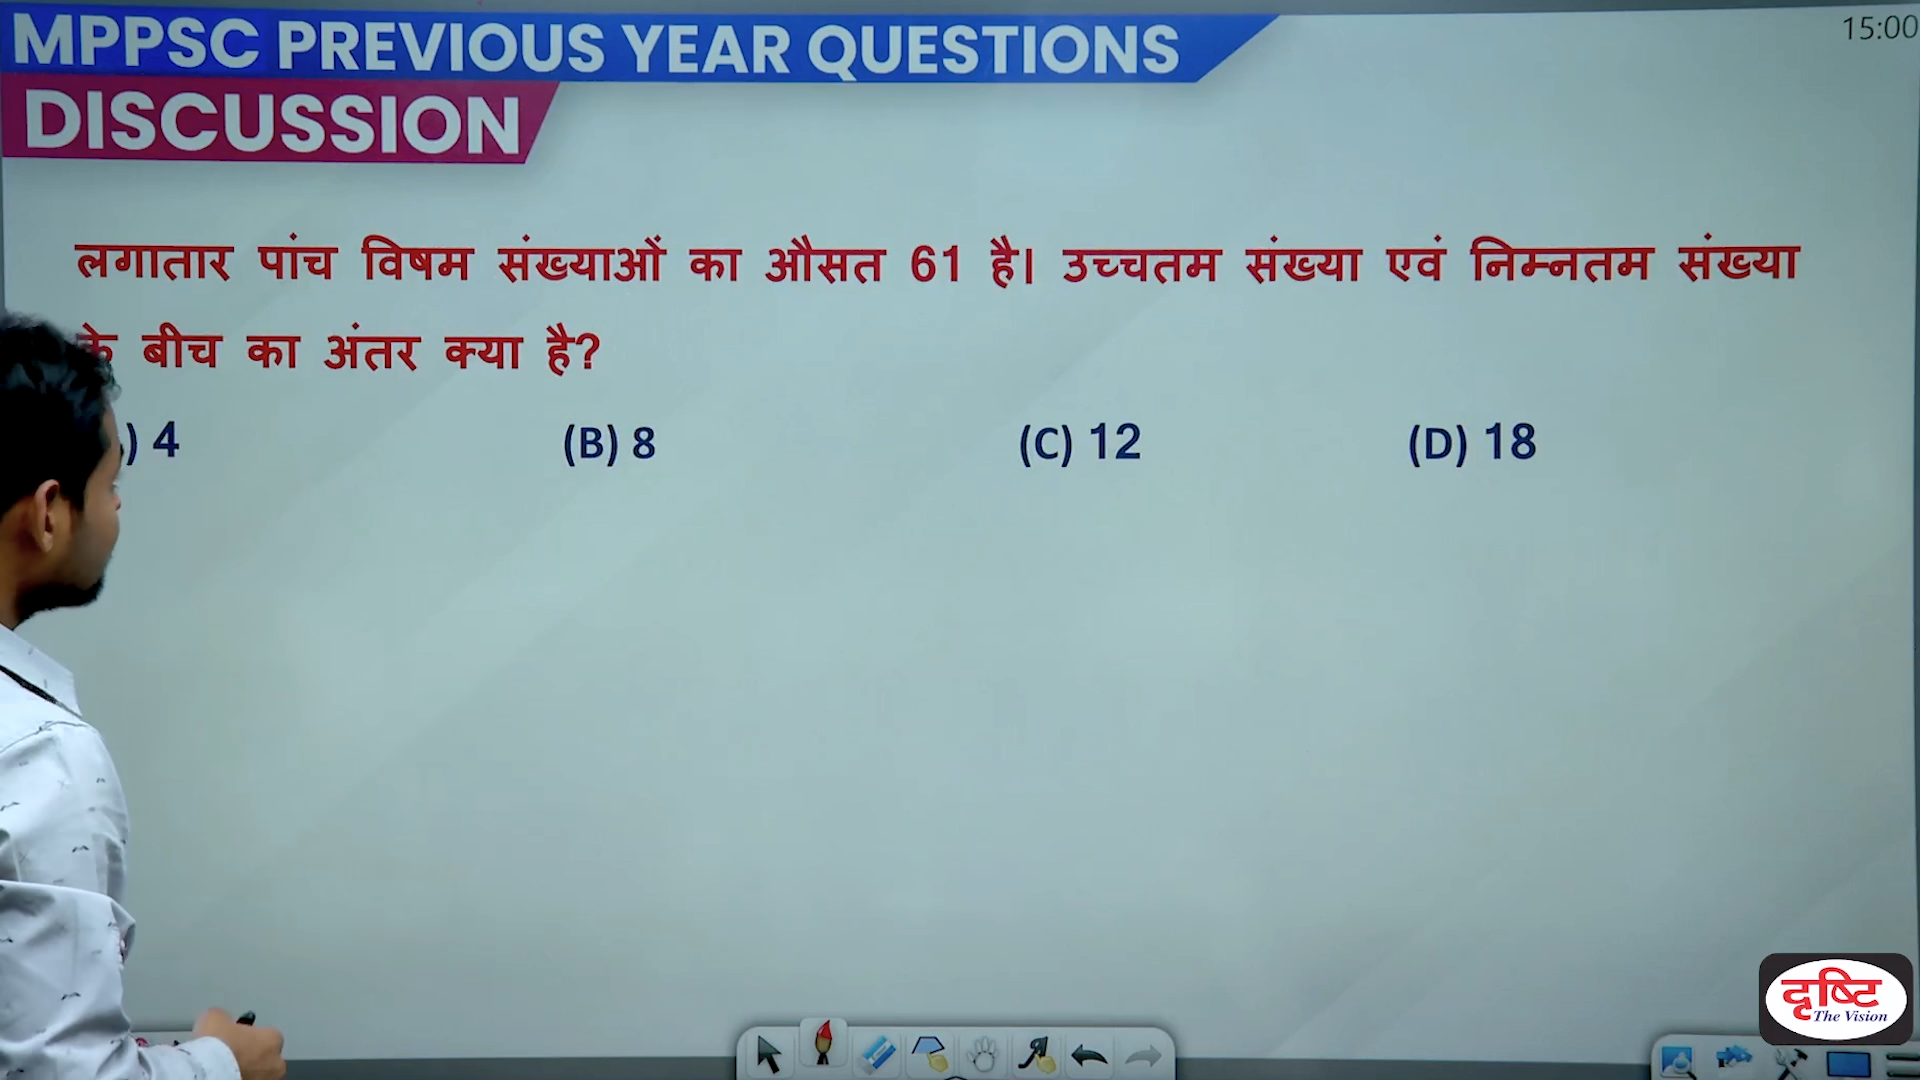 MPPSC PREVIOUS YEAR QUESTIONS
15:00
DISCUSSION
लगातार पांच विषम संख्याओं का औसत 61 है। उच्चतम संख्या एवं निम्नतम संख्या
के बीच का अंतर क्या है?
) 4 (B) 8 (C) 12 (D) 18
दृष्टि
The Vision